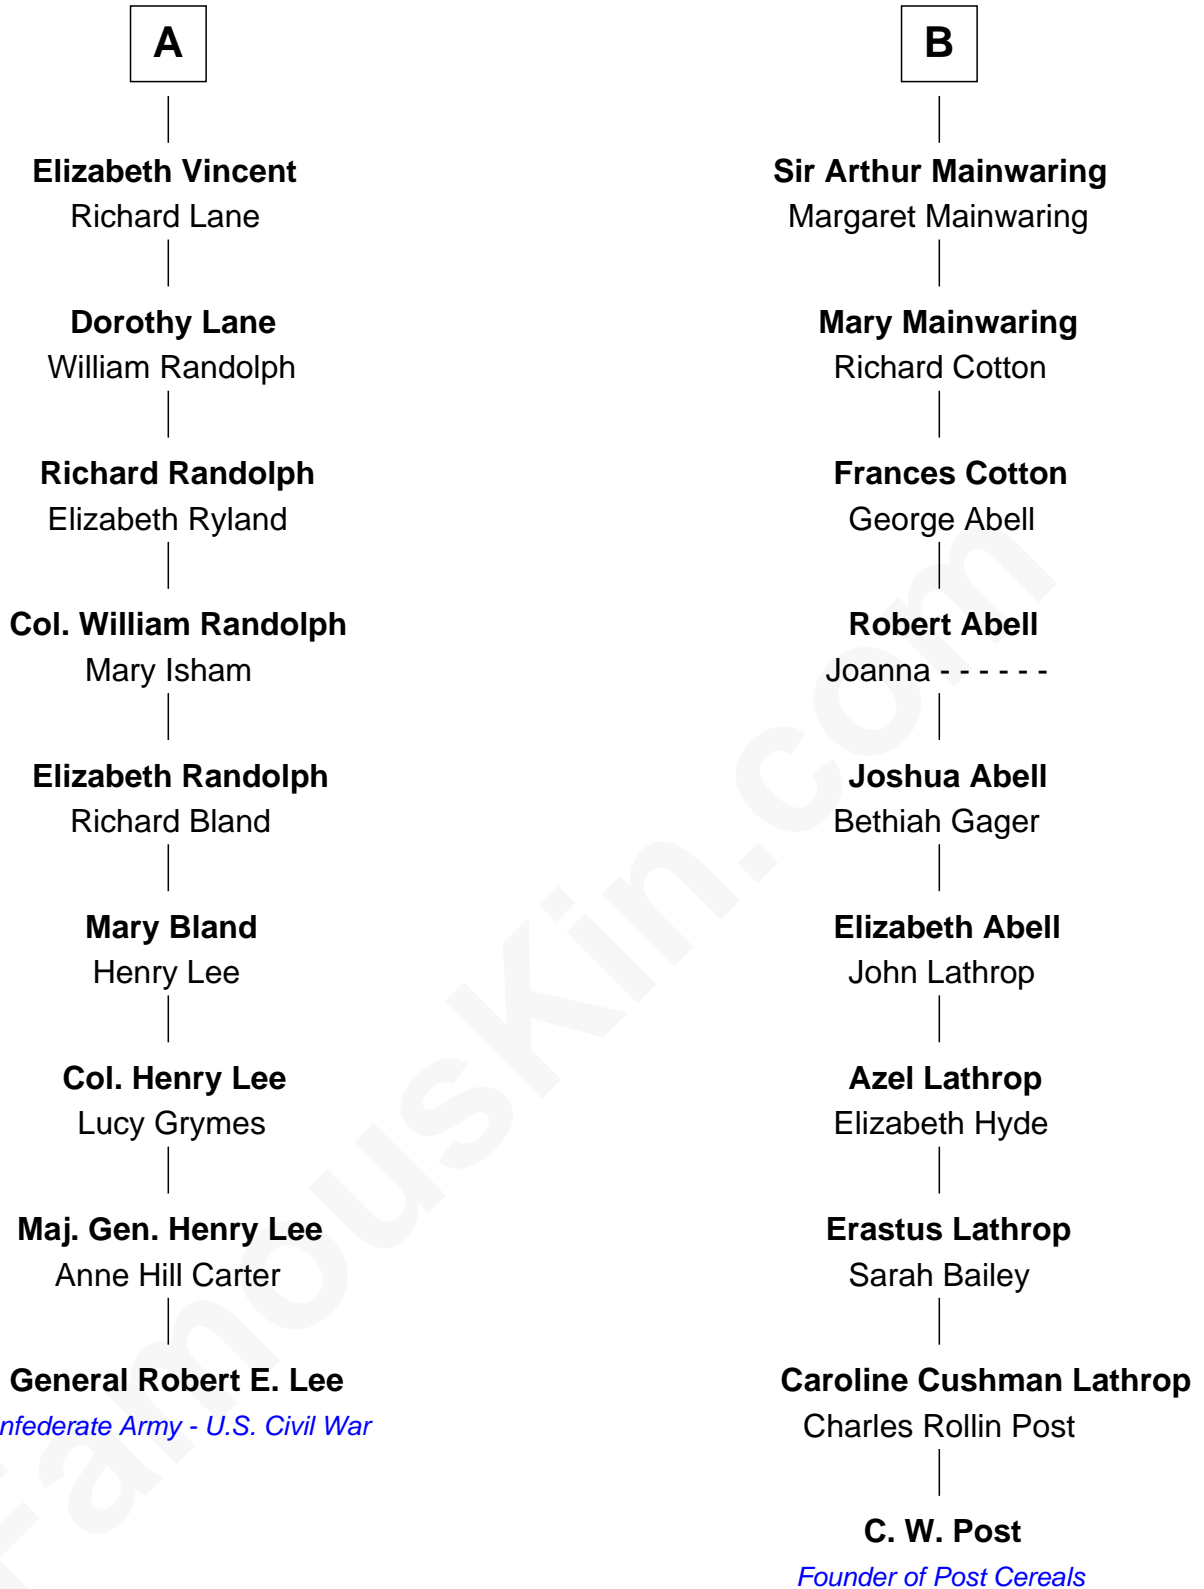 A
Elizabeth Vincent
Richard Lane
Dorothy Lane
William Randolph
Richard Randolph
Elizabeth Ryland
Col. William Randolph
Mary Isham
Elizabeth Randolph
Richard Bland
Mary Bland
Henry Lee
Col. Henry Lee
Lucy Grymes
Maj. Gen. Henry Lee
Anne Hill Carter
General Robert E. Lee
nfederate Army - U.S. Civil War
B
Sir Arthur Mainwaring
Margaret Mainwaring
Mary Mainwaring
Richard Cotton
Frances Cotton
George Abell
Robert Abell
Joanna - - - - - -
Joshua Abell
Bethiah Gager
Elizabeth Abell
John Lathrop
Azel Lathrop
Elizabeth Hyde
Erastus Lathrop
Sarah Bailey
Caroline Cushman Lathrop
Charles Rollin Post
C. W. Post
Founder of Post Cereals
FamousKin.com